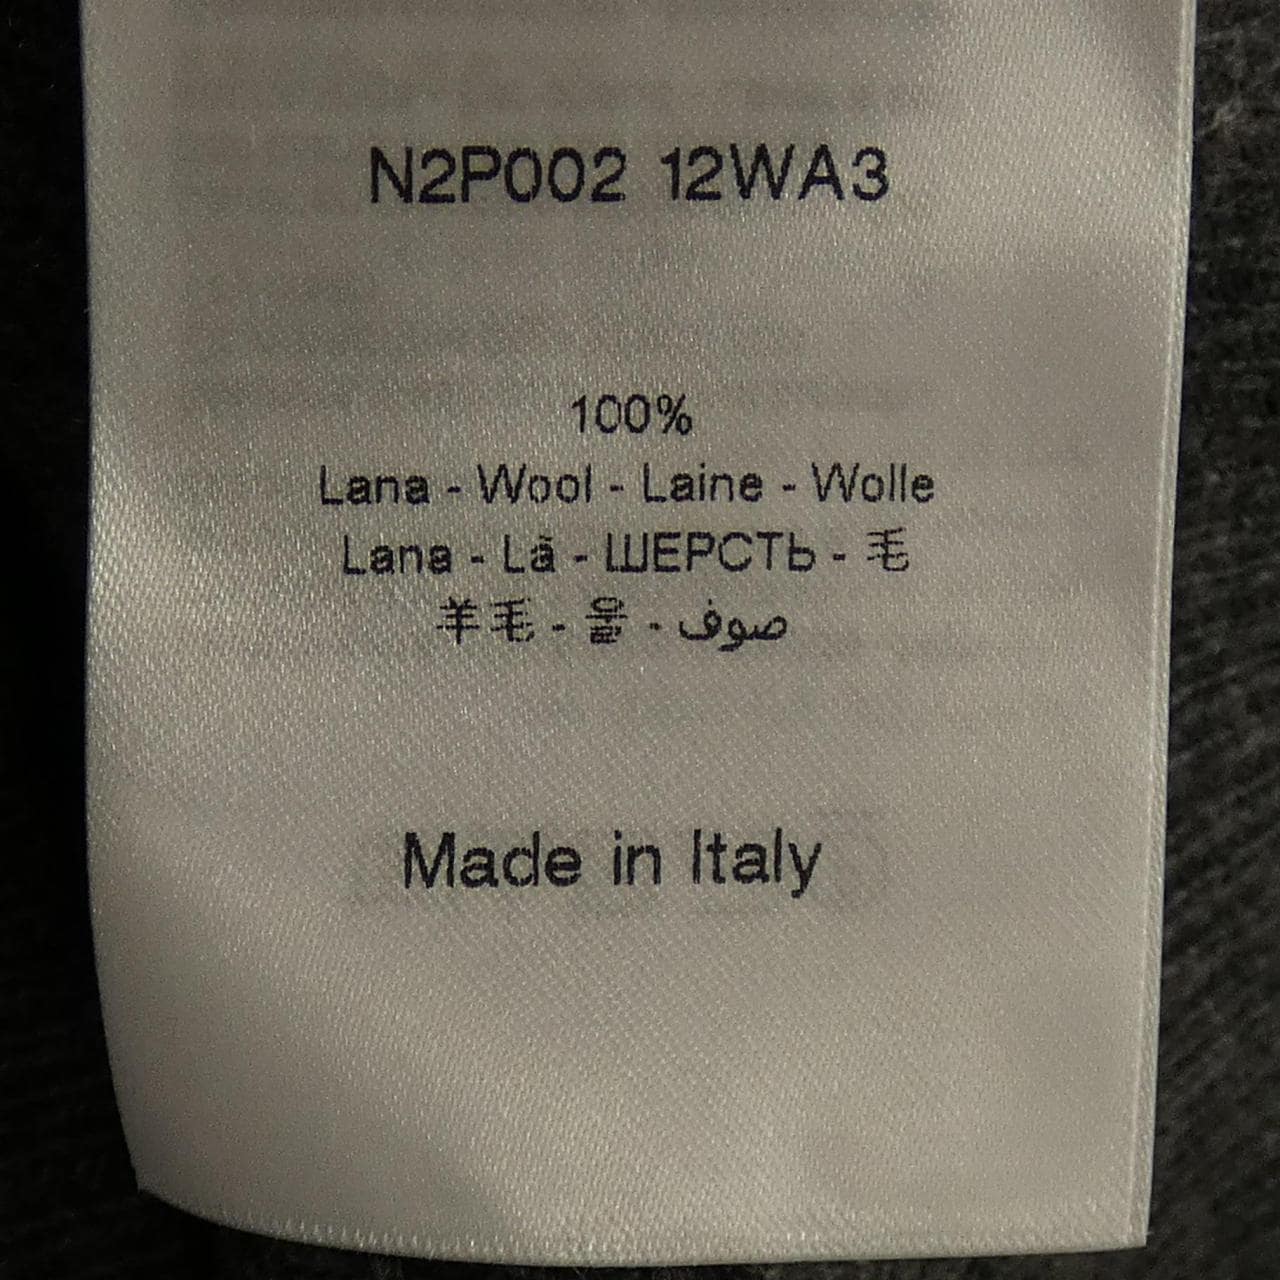 N2P002 12WA3
100%
Lana - Wool - Laine - Wolle
Lana - Lã - ШЕРСТЬ - 毛
羊毛 - 울 - صوف
Made in Italy